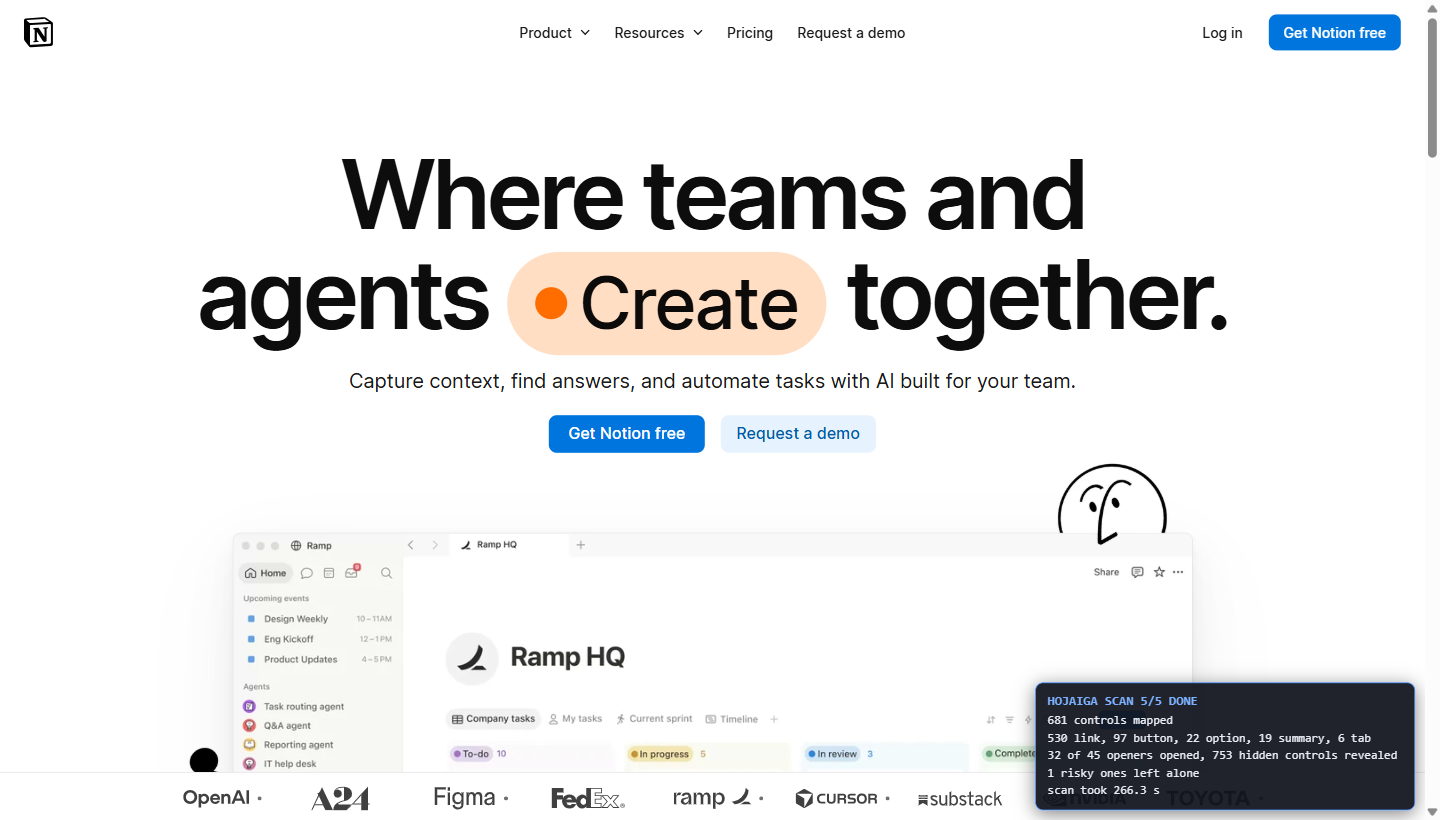 N
Product
Resources
Pricing
Request a demo
Log in
Get Notion free
Where teams and
agents Create together.
Capture context, find answers, and automate tasks with AI built for your team.
Get Notion free
Request a demo
Ramp
Ramp HQ
Home
Share
Upcoming events
Design Weekly 10–11AM
Eng Kickoff 12–1PM
Product Updates 4–5PM
Agents
Task routing agent
Q&A agent
Reporting agent
IT help desk
Ramp HQ
Company tasks
My tasks
Current sprint
Timeline
To-do 10
In progress 5
In review 3
Complete
OpenAI
A24
Figma
FedEx
ramp
CURSOR
substack
NVIDIA
TOYOTA
HOJAIGA SCAN 5/5 DONE
681 controls mapped
530 link, 97 button, 22 option, 19 summary, 6 tab
32 of 45 openers opened, 753 hidden controls revealed
1 risky ones left alone
scan took 266.3 s